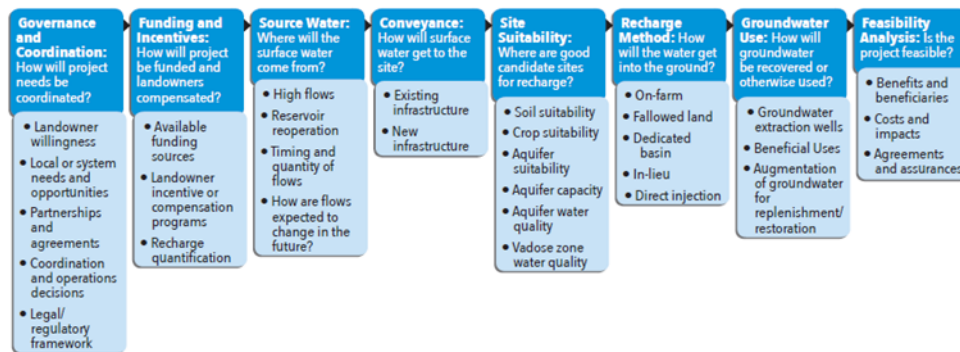 Governance
and
Coordination:
How will project
needs be
coordinated?
• Landowner
willingness
• Local or system
needs and
opportunities
• Partnerships
and
agreements
• Coordination
and operations
decisions
• Legal/
regulatory
framework
Funding and
Incentives:
How will project
be funded and
landowners
compensated?
• Available
funding
sources
• Landowner
incentive or
compensation
programs
• Recharge
quantification
Source Water:
Where will the
surface water
come from?
• High flows
• Reservoir
reoperation
• Timing and
quantity of
flows
• How are flows
expected to
change in the
future?
Conveyance:
How will surface
water get to the
site?
• Existing
infrastructure
• New
infrastructure
Site
Suitability:
Where are good
candidate sites
for recharge?
• Soil suitability
• Crop suitability
• Aquifer
suitability
• Aquifer capacity
• Aquifer water
quality
• Vadose zone
water quality
Recharge
Method: How
will the water get
into the ground?
• On-farm
• Fallowed land
• Dedicated
basin
• In-lieu
• Direct injection
Groundwater
Use: How will
groundwater
be recovered or
otherwise used?
• Groundwater
extraction wells
• Beneficial Uses
• Augmentation
of groundwater
for
replenishment/
restoration
Feasibility
Analysis: Is the
project feasible?
• Benefits and
beneficiaries
• Costs and
impacts
• Agreements
and assurances